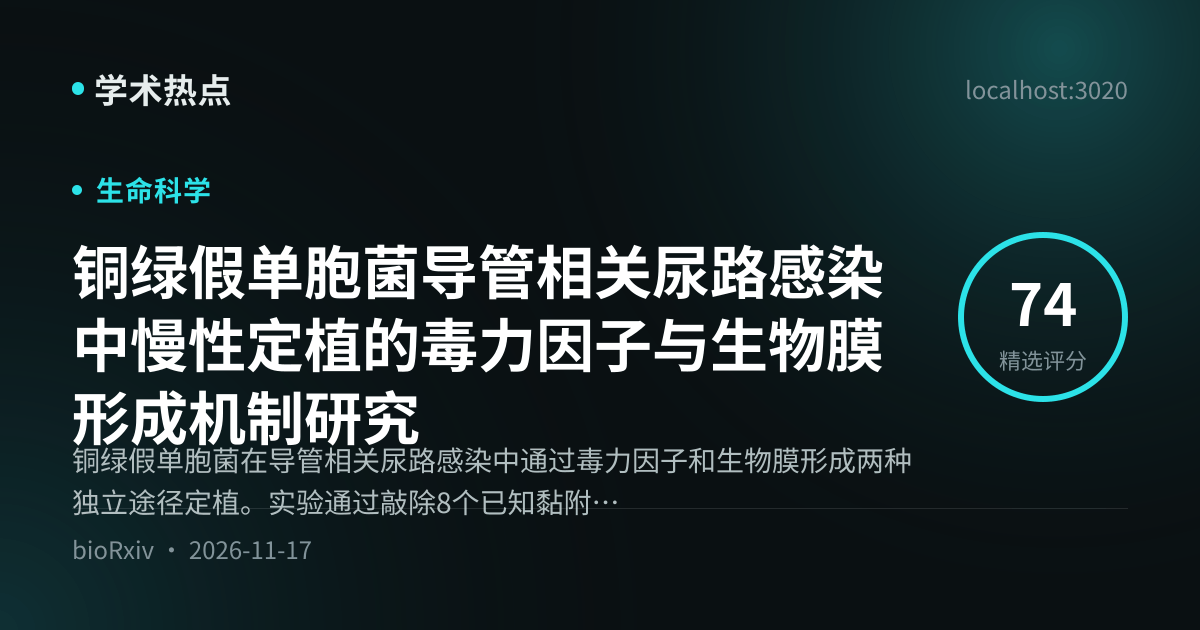 学术热点
localhost:3020
生命科学
铜绿假单胞菌导管相关尿路感染
中慢性定植的毒力因子与生物膜
形成机制研究
74
精选评分
铜绿假单胞菌在导管相关尿路感染中通过毒力因子和生物膜形成两种
独立途径定植。实验通过敲除8个已知黏附…
bioRxiv • 2026-11-17